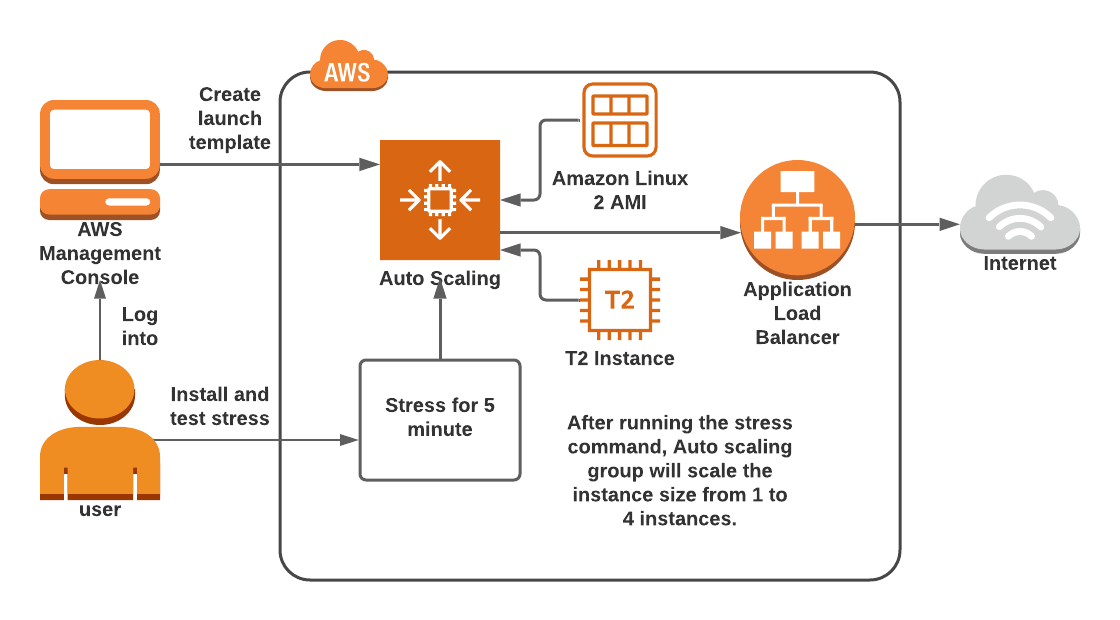 AWS
Create
launch
template
Amazon Linux
2 AMI
AWS
Management
Console
Auto Scaling
Internet
Application
Load
Balancer
T2
T2 Instance
Log
into
Install and
test stress
Stress for 5
minute
After running the stress
command, Auto scaling
group will scale the
instance size from 1 to
4 instances.
user